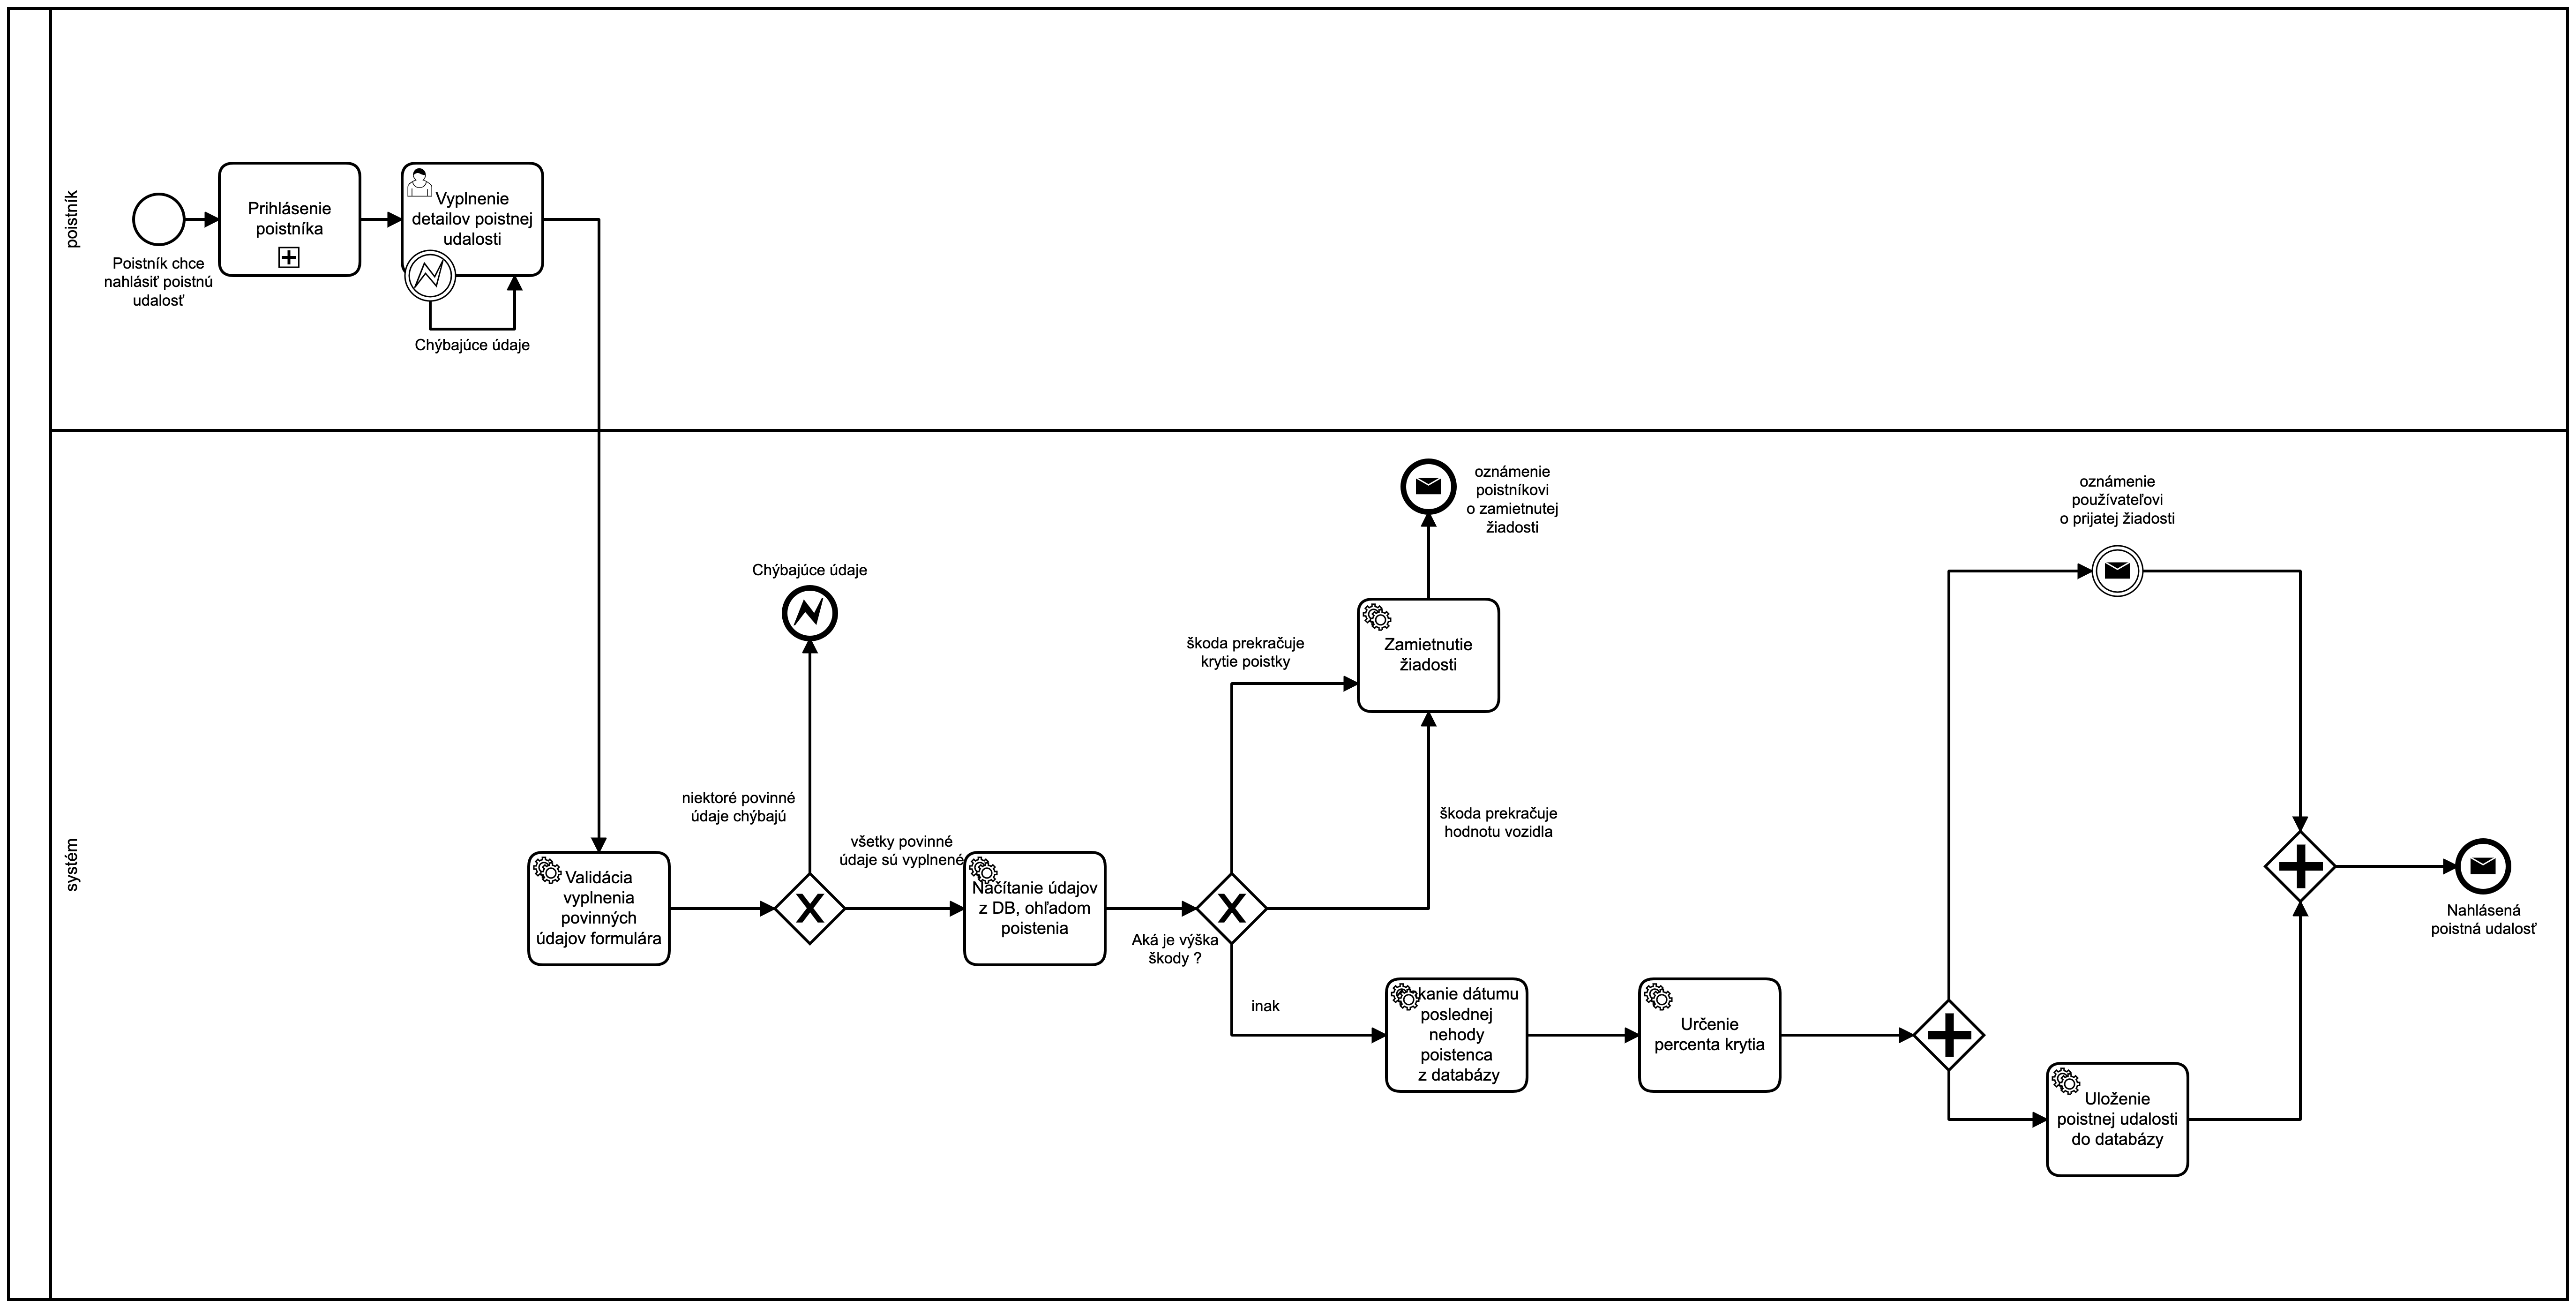 poistník
Poistník chce
nahlásiť poistnú
udalosť
Prihlásenie
poistníka
Vyplnenie
detailov poistnej
udalosti
Chýbajúce údaje
systém
Validácia
vyplnenia
povinných
údajov formulára
niektoré povinné
údaje chýbajú
Chýbajúce údaje
všetky povinné
údaje sú vyplnené
Načítanie údajov
z DB, ohľadom
poistenia
Aká je výška
škody ?
škoda prekračuje
krytie poistky
škoda prekračuje
hodnotu vozidla
inak
Zamietnutie
žiadosti
oznámenie
poistníkovi
o zamietnutej
žiadosti
dátumu
poslednej
nehody
poistenca
z databázy
Určenie
percenta krytia
oznámenie
používateľovi
o prijatej žiadosti
Uloženie
poistnej udalosti
do databázy
Nahlásená
poistná udalosť